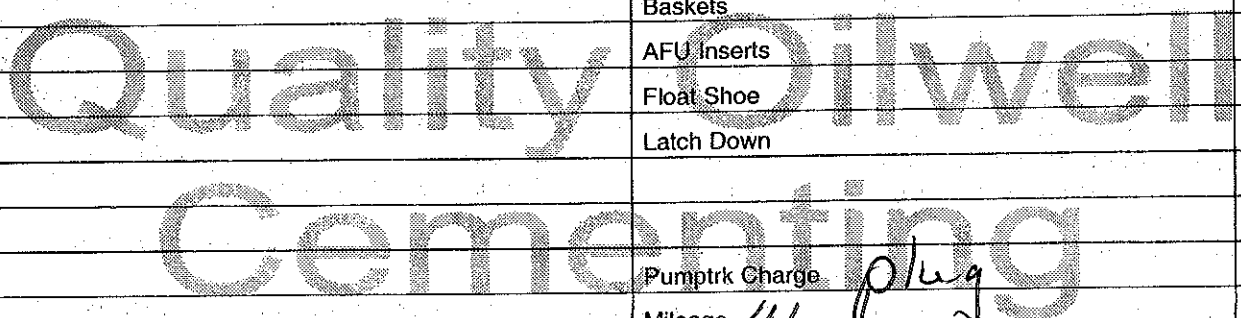 Baskets
AFU Inserts
Float Shoe
Latch Down
Quality Oilwell
Cementing
Pumptrk Charge plug
Mileage